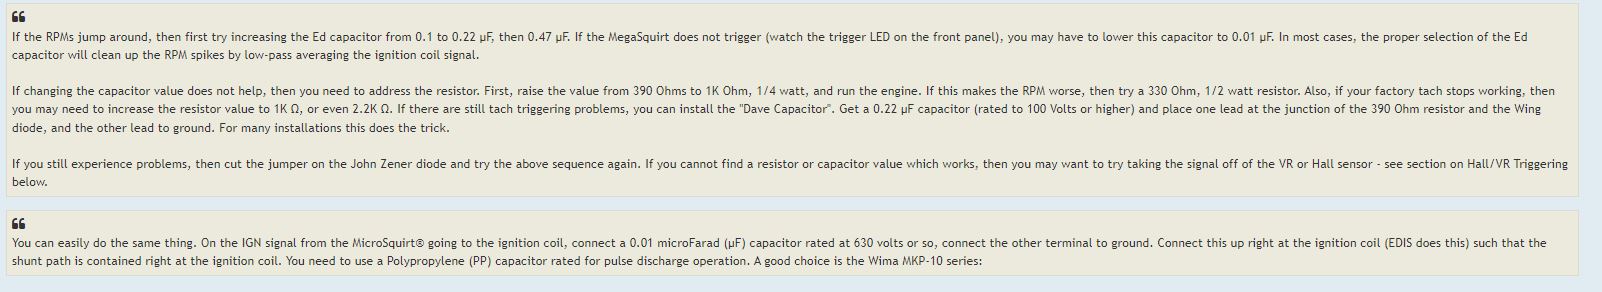 If the RPMs jump around, then first try increasing the Ed capacitor from 0.1 to 0.22 µF, then 0.47 µF. If the MegaSquirt does not trigger (watch the trigger LED on the front panel), you may have to lower this capacitor to 0.01 µF. In most cases, the proper selection of the Ed
capacitor will clean up the RPM spikes by low-pass averaging the ignition coil signal.
If changing the capacitor value does not help, then you need to address the resistor. First, raise the value from 390 Ohms to 1K Ohm, 1/4 watt, and run the engine. If this makes the RPM worse, then try a 330 Ohm, 1/2 watt resistor. Also, if your factory tach stops working, then
you may need to increase the resistor value to 1K Ω, or even 2.2K Ω. If there are still tach triggering problems, you can install the "Dave Capacitor". Get a 0.22 µF capacitor (rated to 100 Volts or higher) and place one lead at the junction of the 390 Ohm resistor and the Wing
diode, and the other lead to ground. For many installations this does the trick.
If you still experience problems, then cut the jumper on the John Zener diode and try the above sequence again. If you cannot find a resistor or capacitor value which works, then you may want to try taking the signal off of the VR or Hall sensor - see section on Hall/VR Triggering
below.
You can easily do the same thing. On the IGN signal from the MicroSquirt® going to the ignition coil, connect a 0.01 microFarad (µF) capacitor rated at 630 volts or so, connect the other terminal to ground. Connect this up right at the ignition coil (EDIS does this) such that the
shunt path is contained right at the ignition coil. You need to use a Polypropylene (PP) capacitor rated for pulse discharge operation. A good choice is the Wima MKP-10 series: